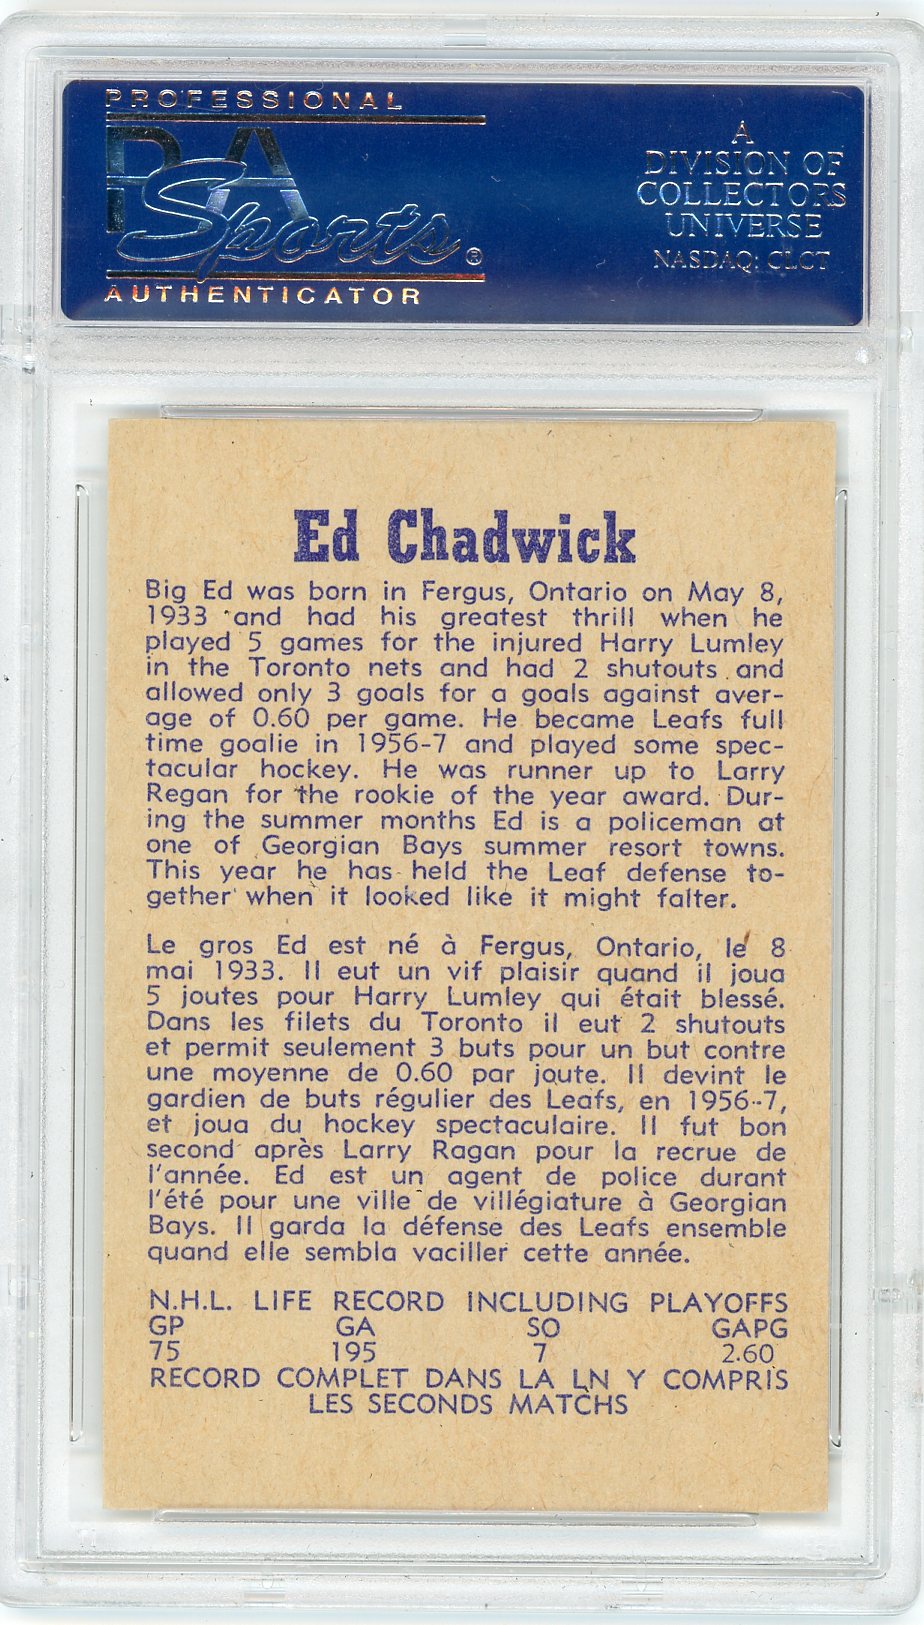 PROFESSIONAL
PSA
Sports®
AUTHENTICATOR
A
DIVISION OF
COLLECTORS
UNIVERSE
NASDAQ: CLCT
Ed Chadwick
Big Ed was born in Fergus, Ontario on May 8,
1933 and had his greatest thrill when he
played 5 games for the injured Harry Lumley
in the Toronto nets and had 2 shutouts and
allowed only 3 goals for a goals against aver-
age of 0.60 per game. He became Leafs full
time goalie in 1956-7 and played some spec-
tacular hockey. He was runner up to Larry
Regan for the rookie of the year award. Dur-
ing the summer months Ed is a policeman at
one of Georgian Bays summer resort towns.
This year he has held the Leaf defense to-
gether when it looked like it might falter.
Le gros Ed est né à Fergus, Ontario, le 8
mai 1933. Il eut un vif plaisir quand il joua
5 joutes pour Harry Lumley qui était blessé.
Dans les filets du Toronto il eut 2 shutouts
et permit seulement 3 buts pour un but contre
une moyenne de 0.60 par joute. Il devint le
gardien de buts régulier des Leafs, en 1956-7,
et joua du hockey spectaculaire. Il fut bon
second après Larry Ragan pour la recrue de
l'année. Ed est un agent de police durant
l'été pour une ville de villégiature à Georgian
Bays. Il garda la défense des Leafs ensemble
quand elle sembla vaciller cette année.
N.H.L. LIFE RECORD INCLUDING PLAYOFFS
GP GA SO GAPG
75 195 7 2.60
RECORD COMPLET DANS LA LN Y COMPRIS
LES SECONDS MATCHS